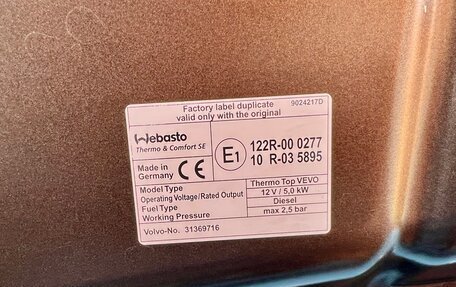 Factory label duplicate 9024217D
valid only with the original
Webasto
Thermo & Comfort SE
E1
122R-00 0277
10 R-03 5895
Made in
Germany CE
Model Type Thermo Top VEVO
Operating Voltage/Rated Output 12 V / 5,0 kW
Fuel Type Diesel
Working Pressure max 2,5 bar
Volvo-No. 31369716